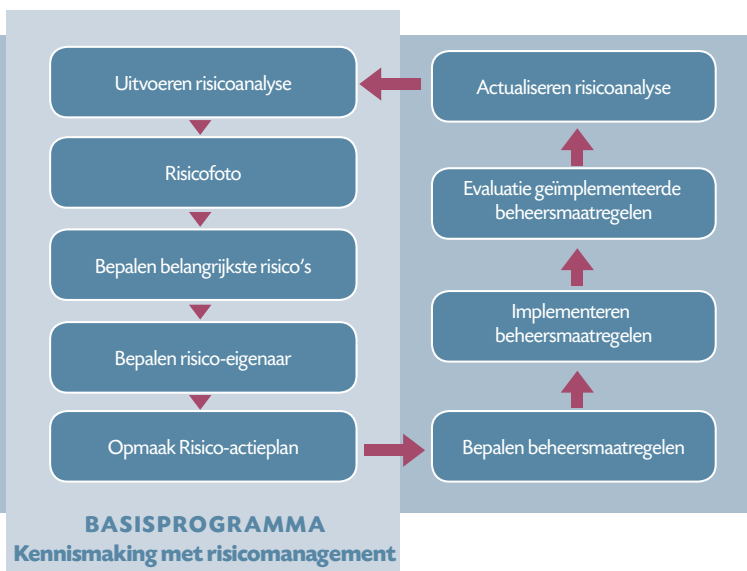 Uitvoeren risicoanalyse
Risicofoto
Bepalen belangrijkste risico's
Bepalen risico-eigenaar
Opmaak Risico-actieplan
BASISPROGRAMMA
Kennismaking met risicomanagement
Bepalen beheersmaatregelen
Implementeren
beheersmaatregelen
Evaluatie geïmplementeerde
beheersmaatregelen
Actualiseren risicoanalyse